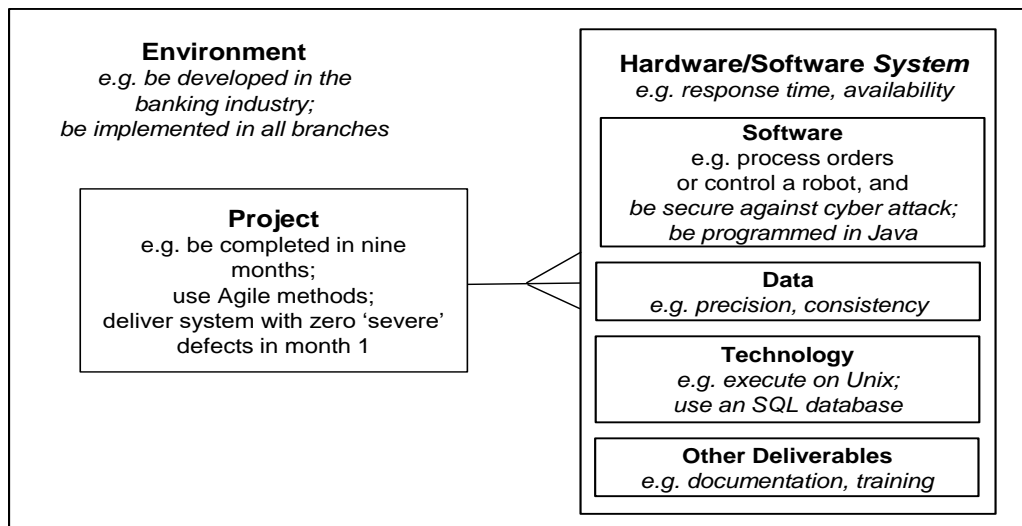 Environment
e.g. be developed in the
banking industry;
be implemented in all branches
Project
e.g. be completed in nine
months;
use Agile methods;
deliver system with zero ‘severe’
defects in month 1
Hardware/Software System
e.g. response time, availability
Software
e.g. process orders
or control a robot, and
be secure against cyber attack;
be programmed in Java
Data
e.g. precision, consistency
Technology
e.g. execute on Unix;
use an SQL database
Other Deliverables
e.g. documentation, training